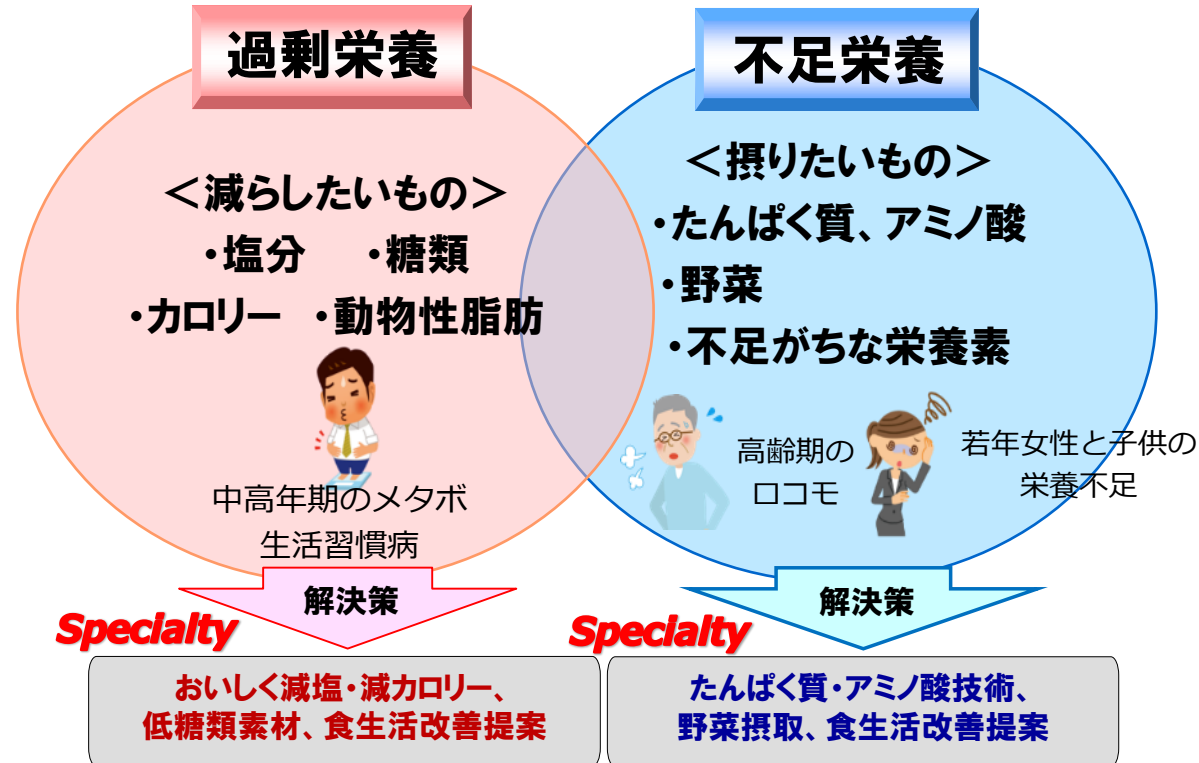 過剰栄養
＜減らしたいもの＞
・塩分　・糖類
・カロリー　・動物性脂肪
中高年期のメタボ
生活習慣病
解決策
Specialty
おいしく減塩・減カロリー、
低糖類素材、食生活改善提案
不足栄養
＜摂りたいもの＞
・たんぱく質、アミノ酸
・野菜
・不足がちな栄養素
高齢期の
ロコモ
若年女性と子供の
栄養不足
解決策
Specialty
たんぱく質・アミノ酸技術、
野菜摂取、食生活改善提案